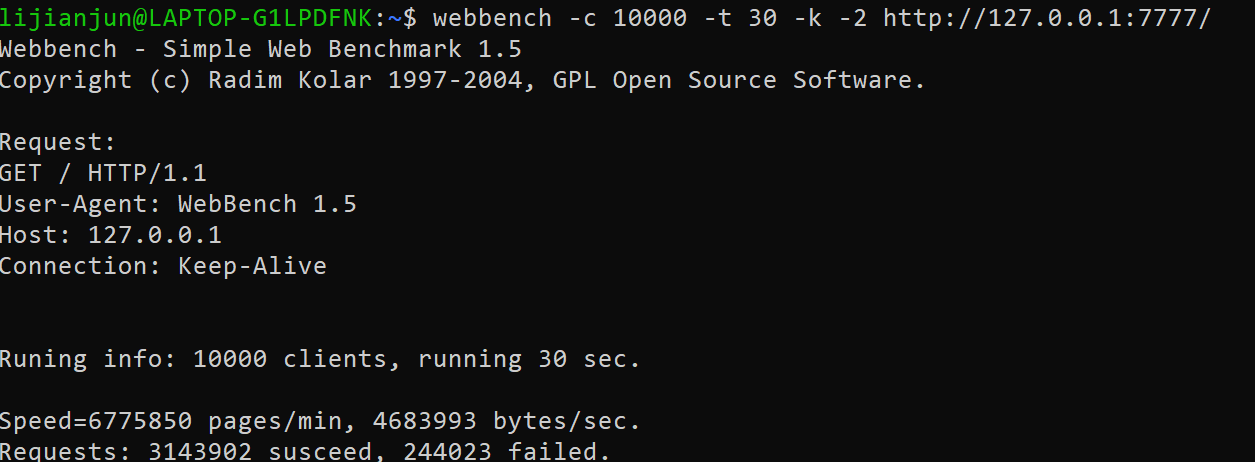 lijianjun@LAPTOP-G1LPDFNK:~$ webbench -c 10000 -t 30 -k -2 http://127.0.0.1:7777/
Webbench - Simple Web Benchmark 1.5
Copyright (c) Radim Kolar 1997-2004, GPL Open Source Software.
Request:
GET / HTTP/1.1
User-Agent: WebBench 1.5
Host: 127.0.0.1
Connection: Keep-Alive
Runing info: 10000 clients, running 30 sec.
Speed=6775850 pages/min, 4683993 bytes/sec.
Requests: 3143902 susceed, 244023 failed.